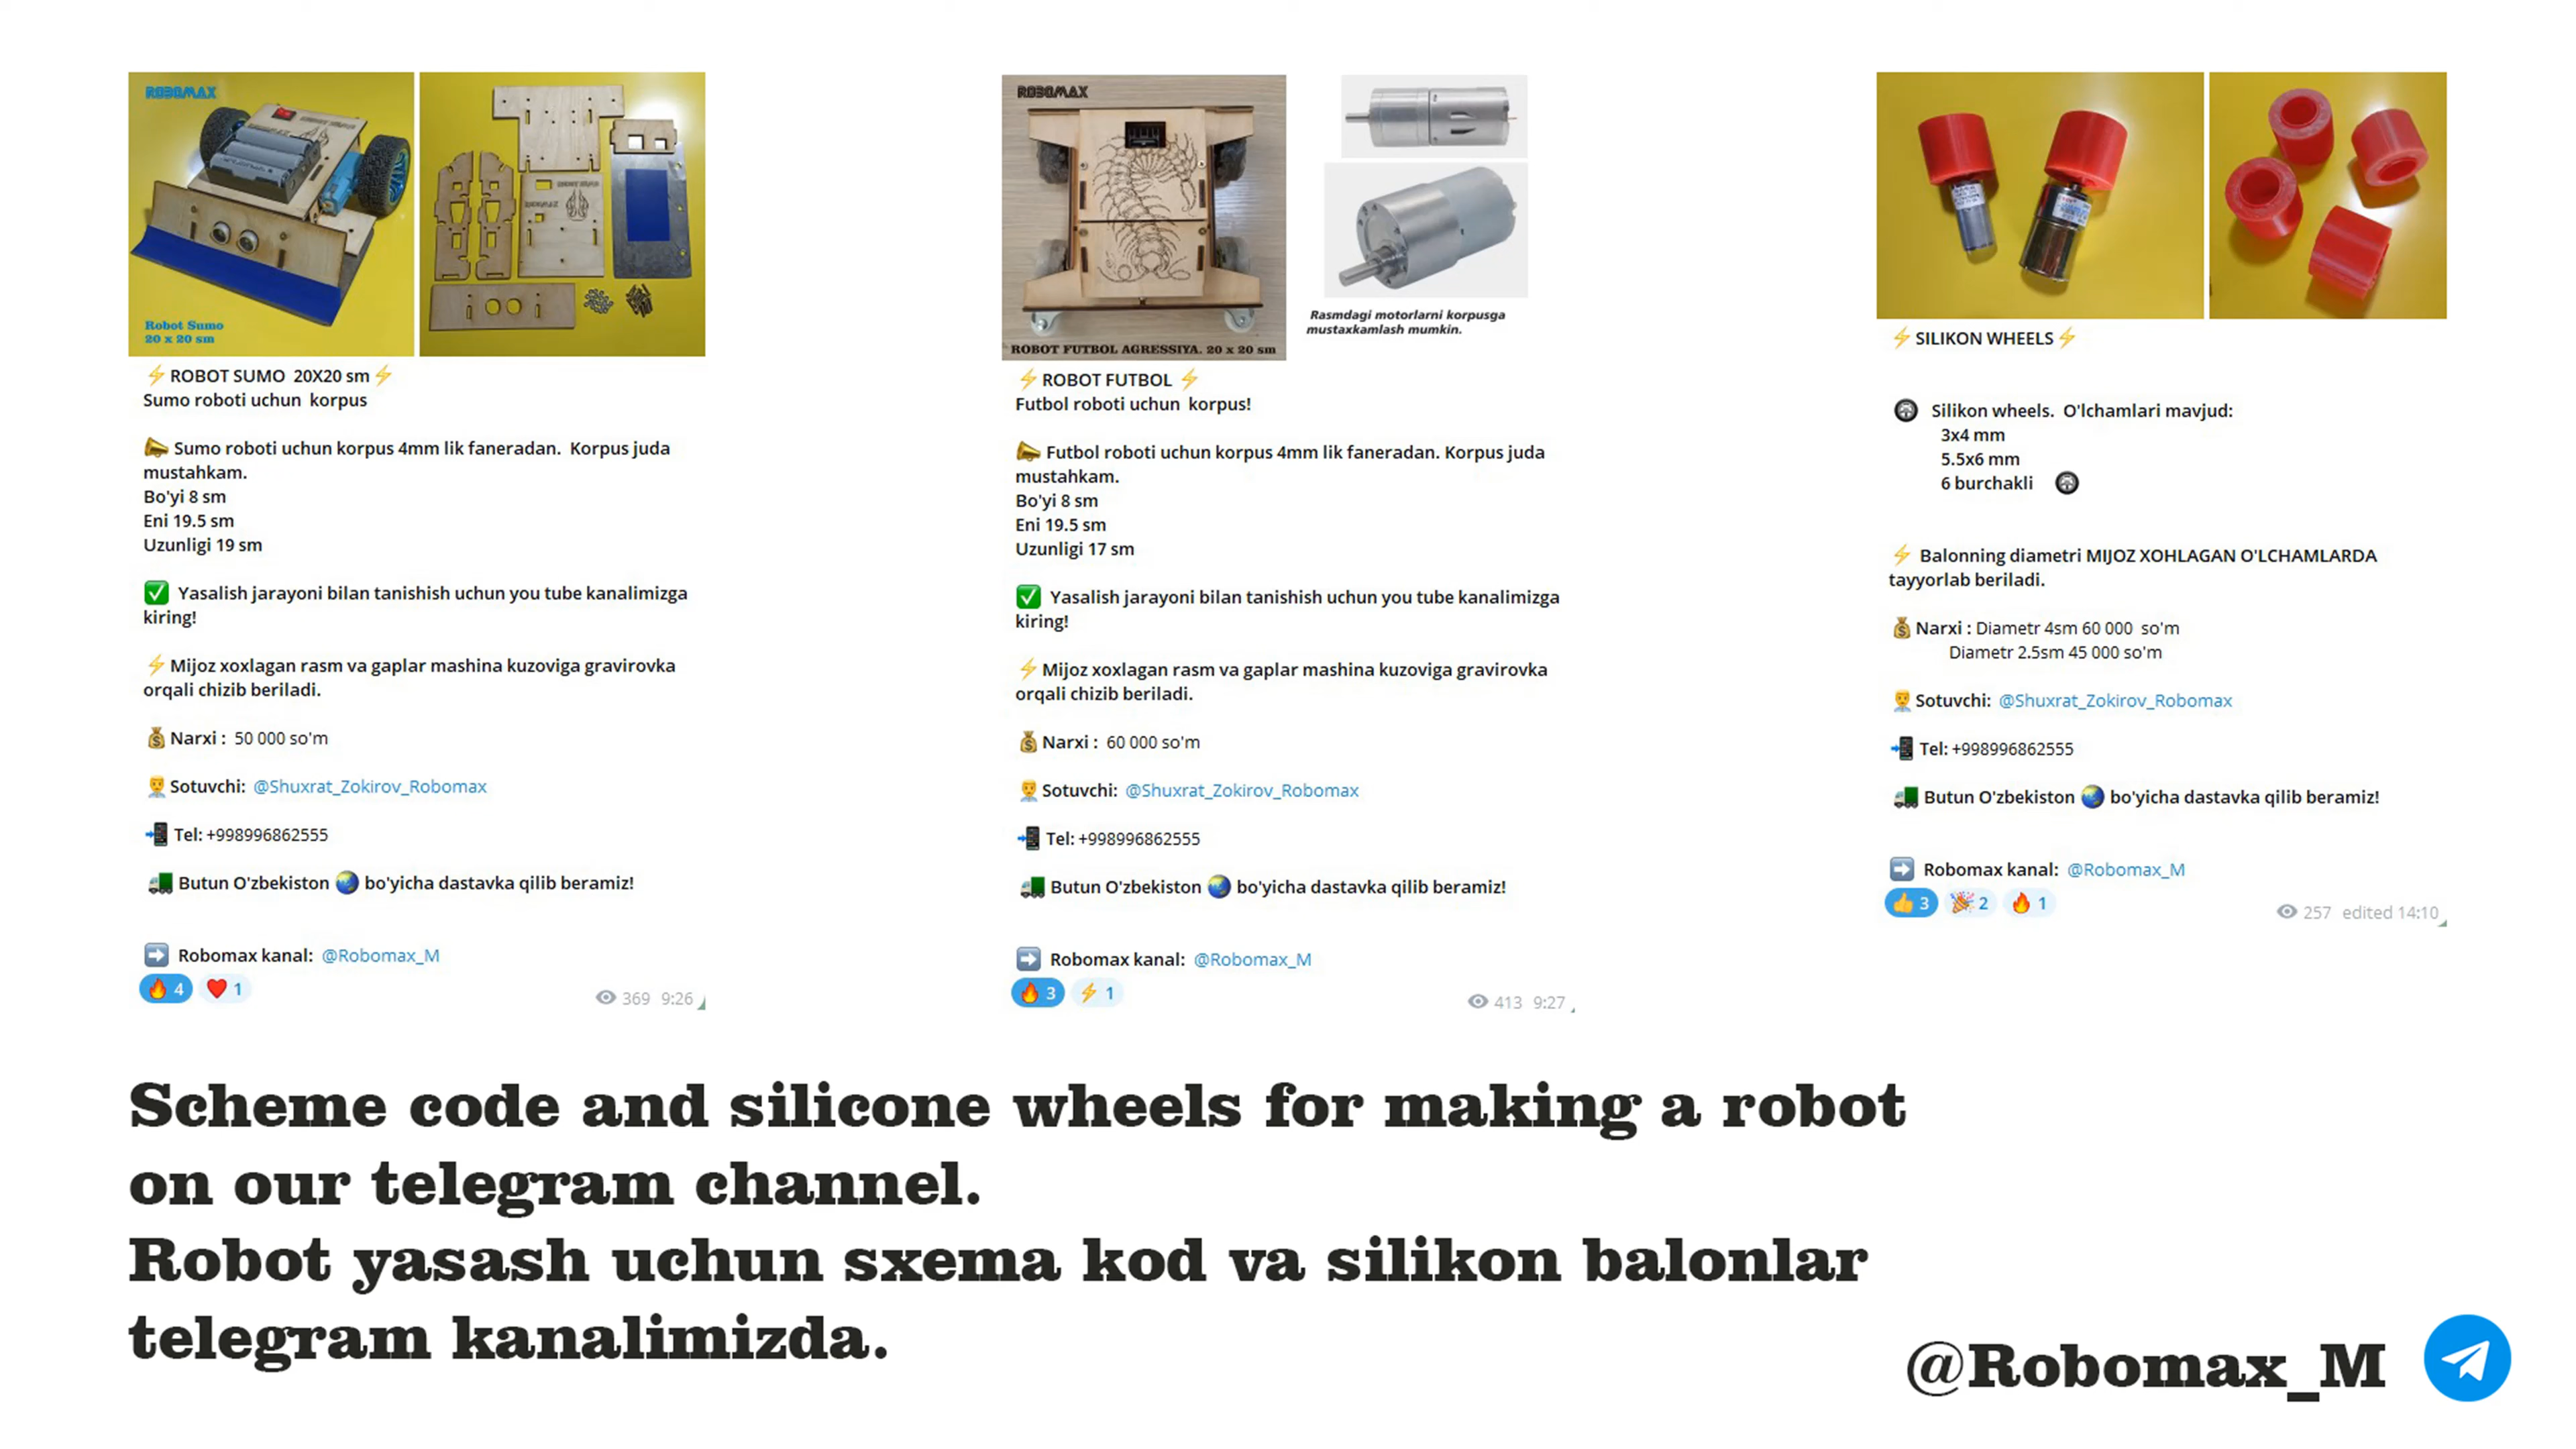 ROBOMAX
Robot Sumo
20 x 20 sm
⚡ROBOT SUMO 20X20 sm⚡
Sumo roboti uchun korpus
Sumo roboti uchun korpus 4mm lik faneradan. Korpus juda
mustahkam.
Bo'yi 8 sm
Eni 19.5 sm
Uzunligi 19 sm
✅ Yasalish jarayoni bilan tanishish uchun you tube kanalimizga
kiring!
⚡Mijoz xoxlagan rasm va gaplar mashina kuzoviga gravirovka
orqali chizib beriladi.
Narxi : 50 000 so'm
Sotuvchi: @Shuxrat_Zokirov_Robomax
Tel: +998996862555
Butun O'zbekiston 🌏 bo'yicha dastavka qilib beramiz!
Robomax kanal: @Robomax_M
🔥 4 ❤ 1
369 9:26
ROBOMAX
ROBOT FUTBOL AGRESSIYA. 20 x 20 sm
Rasmdagi motorlarni korpusga
mustaxkamlash mumkin.
⚡ROBOT FUTBOL ⚡
Futbol roboti uchun korpus!
Futbol roboti uchun korpus 4mm lik faneradan. Korpus juda
mustahkam.
Bo'yi 8 sm
Eni 19.5 sm
Uzunligi 17 sm
✅ Yasalish jarayoni bilan tanishish uchun you tube kanalimizga
kiring!
⚡Mijoz xoxlagan rasm va gaplar mashina kuzoviga gravirovka
orqali chizib beriladi.
Narxi : 60 000 so'm
Sotuvchi: @Shuxrat_Zokirov_Robomax
Tel: +998996862555
Butun O'zbekiston 🌏 bo'yicha dastavka qilib beramiz!
Robomax kanal: @Robomax_M
🔥 3 ⚡ 1
413 9:27
⚡SILIKON WHEELS⚡
Silikon wheels. O'lchamlari mavjud:
3x4 mm
5.5x6 mm
6 burchakli
⚡ Balonning diametri MIJOZ XOHLAGAN O'LCHAMLARDA
tayyorlab beriladi.
Narxi : Diametr 4sm 60 000 so'm
Diametr 2.5sm 45 000 so'm
Sotuvchi: @Shuxrat_Zokirov_Robomax
Tel: +998996862555
Butun O'zbekiston 🌏 bo'yicha dastavka qilib beramiz!
Robomax kanal: @Robomax_M
👍 3 🎉 2 🔥 1
257 edited 14:10
Scheme code and silicone wheels for making a robot
on our telegram channel.
Robot yasash uchun sxema kod va silikon balonlar
telegram kanalimizda.
@Robomax_M